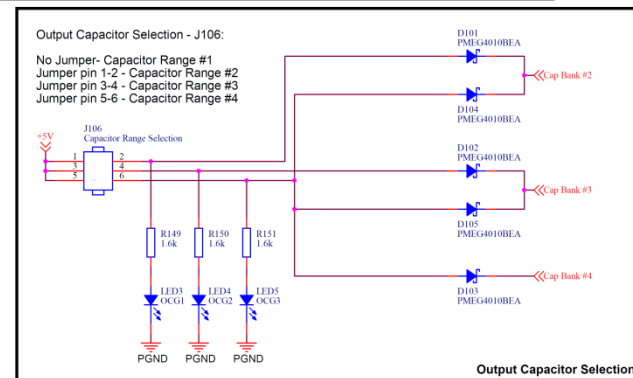 Output Capacitor Selection - J106:
No Jumper- Capacitor Range #1
Jumper pin 1-2 - Capacitor Range #2
Jumper pin 3-4 - Capacitor Range #3
Jumper pin 5-6 - Capacitor Range #4
D101
PMEG4010BEA
Cap Bank #2
D104
PMEG4010BEA
+5V
J106
Capacitor Range Selection
1 2
3 4
5 6
D102
PMEG4010BEA
Cap Bank #3
D105
PMEG4010BEA
R149
1.6k
R150
1.6k
R151
1.6k
Cap Bank #4
D103
PMEG4010BEA
LED3
OCG1
LED4
OCG2
LED5
OCG3
PGND PGND PGND
Output Capacitor Selection